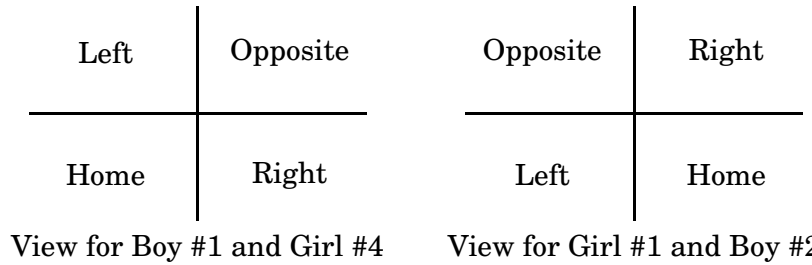 Left Opposite Opposite Right
Home Right Left Home
View for Boy #1 and Girl #4 View for Girl #1 and Boy #2